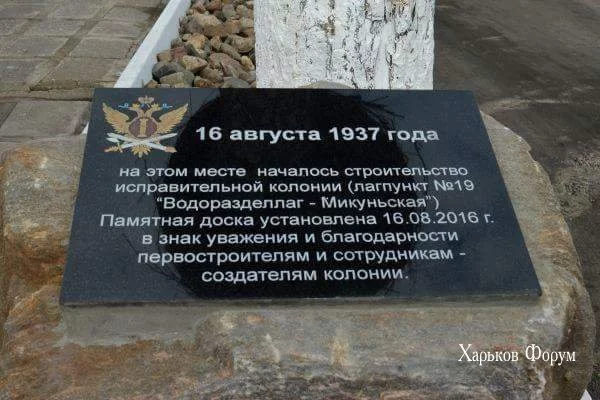 16 августа 1937 года
на этом месте началось строительство
исправительной колонии (лагпункт №19
"Водоразделлаг - Микуньская")
Памятная доска установлена 16.08.2016 г.
в знак уважения и благодарности
первостроителям и сотрудникам -
создателям колонии.
Харьков Форум